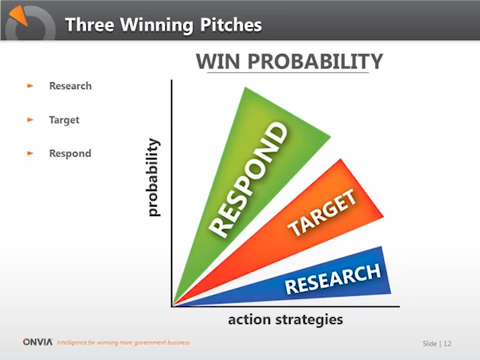 Three Winning Pitches
WIN PROBABILITY
Research
Target
Respond
probability
RESPOND
TARGET
RESEARCH
action strategies
ONVIA Intelligence for winning more government business
Slide | 12